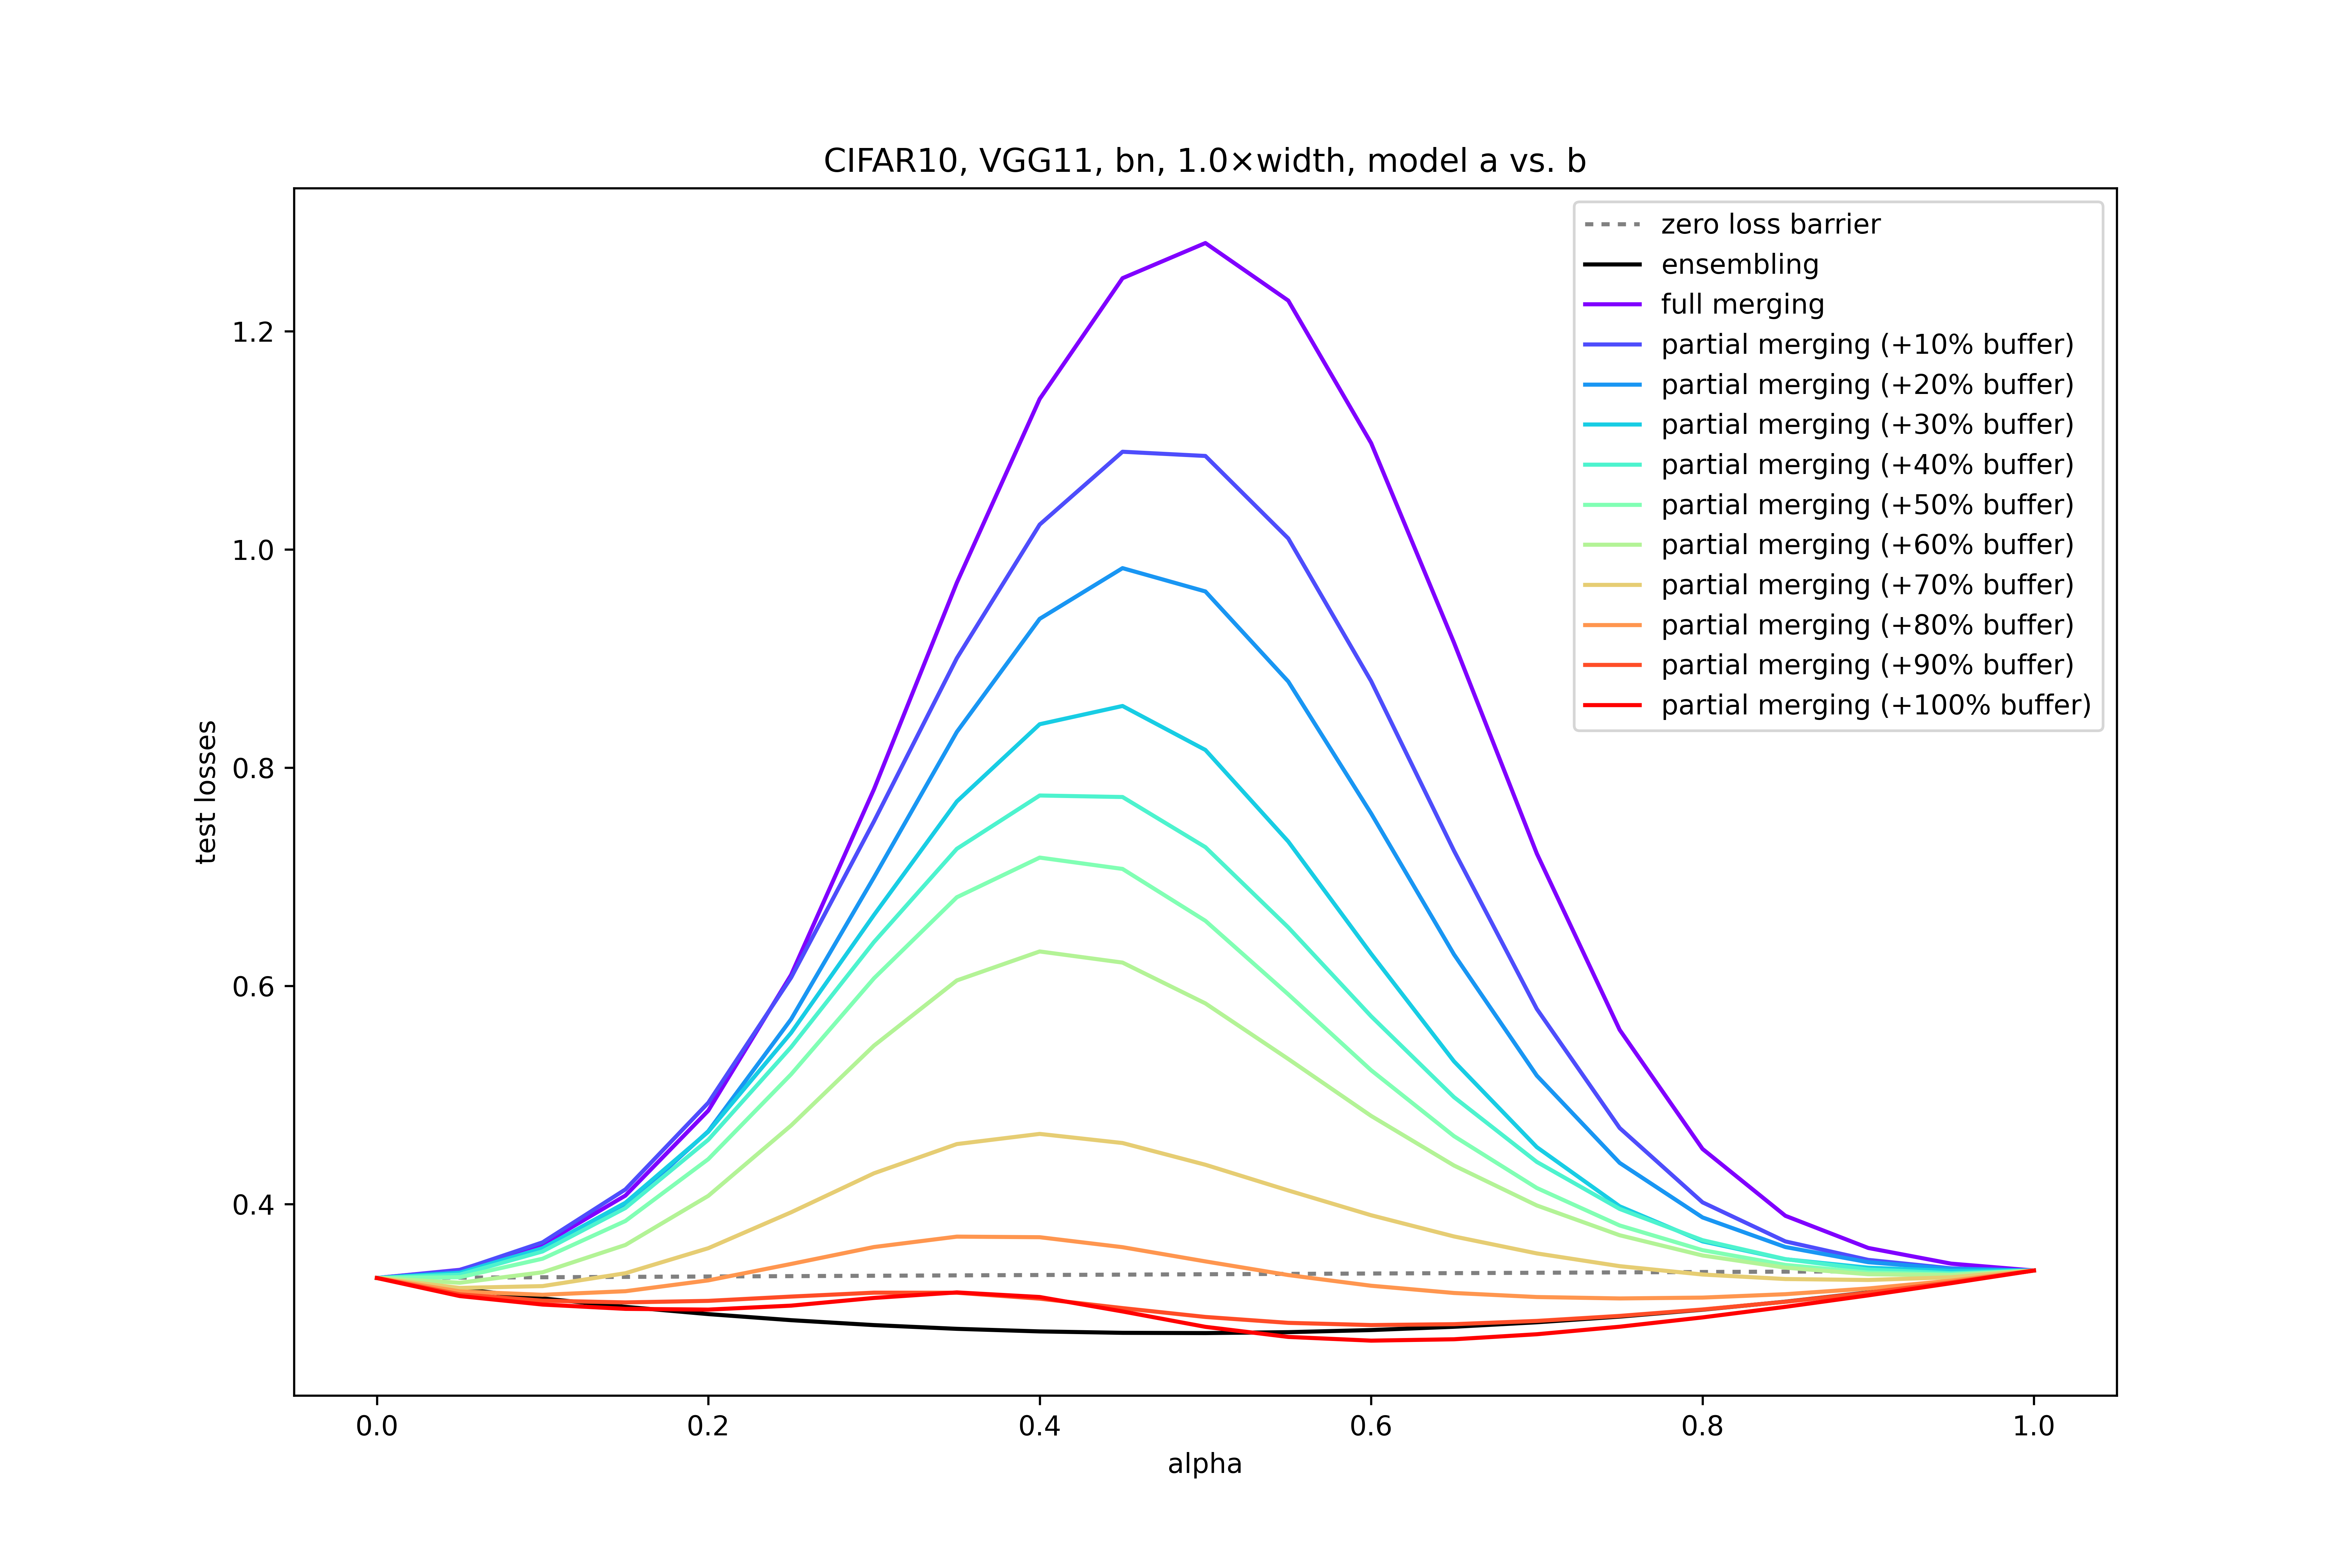 CIFAR10, VGG11, bn, 1.0×width, model a vs. b
zero loss barrier
ensembling
full merging
partial merging (+10% buffer)
partial merging (+20% buffer)
partial merging (+30% buffer)
partial merging (+40% buffer)
partial merging (+50% buffer)
partial merging (+60% buffer)
partial merging (+70% buffer)
partial merging (+80% buffer)
partial merging (+90% buffer)
partial merging (+100% buffer)
test losses
1.2
1.0
0.8
0.6
0.4
0.0 0.2 0.4 0.6 0.8 1.0
alpha